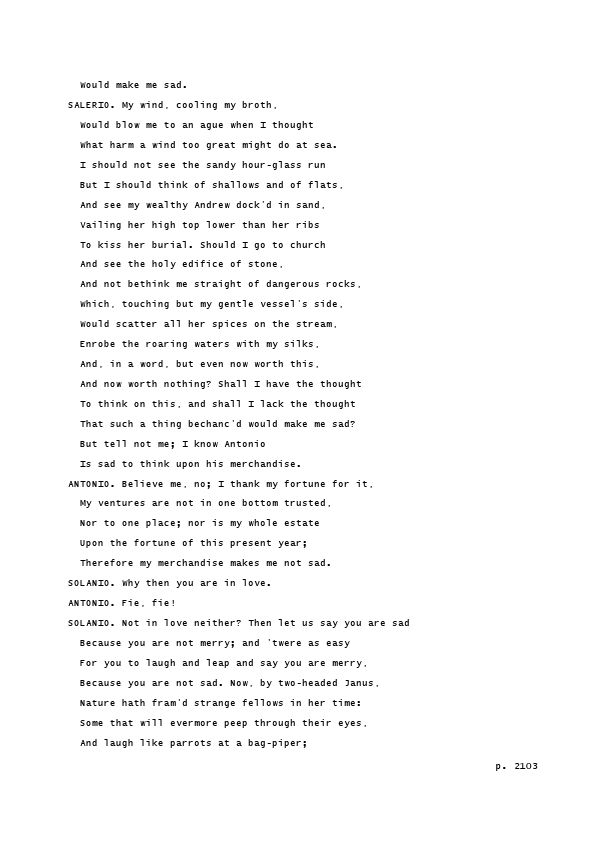 Would make me sad.
SALERIO. My wind, cooling my broth,
Would blow me to an ague when I thought
What harm a wind too great might do at sea.
I should not see the sandy hour-glass run
But I should think of shallows and of flats,
And see my wealthy Andrew dock'd in sand,
Vailing her high top lower than her ribs
To kiss her burial. Should I go to church
And see the holy edifice of stone,
And not bethink me straight of dangerous rocks,
Which, touching but my gentle vessel's side,
Would scatter all her spices on the stream,
Enrobe the roaring waters with my silks,
And, in a word, but even now worth this,
And now worth nothing? Shall I have the thought
To think on this, and shall I lack the thought
That such a thing bechanc'd would make me sad?
But tell not me; I know Antonio
Is sad to think upon his merchandise.
ANTONIO. Believe me, no; I thank my fortune for it,
My ventures are not in one bottom trusted,
Nor to one place; nor is my whole estate
Upon the fortune of this present year;
Therefore my merchandise makes me not sad.
SOLANIO. Why then you are in love.
ANTONIO. Fie, fie!
SOLANIO. Not in love neither? Then let us say you are sad
Because you are not merry; and 'twere as easy
For you to laugh and leap and say you are merry,
Because you are not sad. Now, by two-headed Janus,
Nature hath fram'd strange fellows in her time:
Some that will evermore peep through their eyes,
And laugh like parrots at a bag-piper;
p. 2103